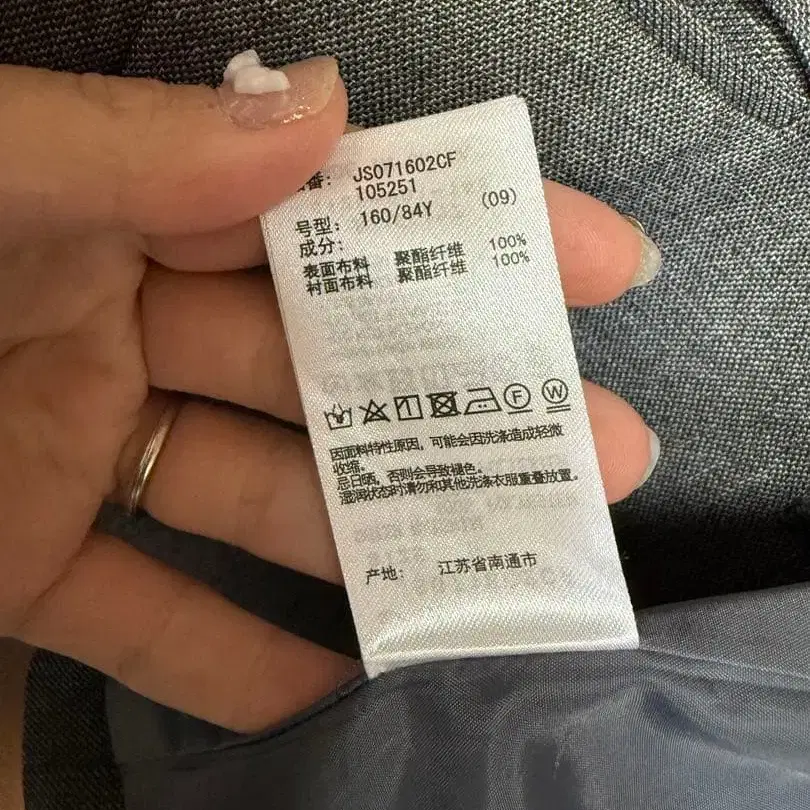 番: JS071602CF
105251
号型: 160/84Y (09)
成分:
表面布料 聚酯纤维 100%
衬面布料 聚酯纤维 100%
F W
因面料特性原因, 可能会因洗涤造成轻微
收缩。
忌日晒。否则会导致褪色。
湿润状态时请勿和其他洗涤衣服重叠放置。
产地: 江苏省南通市